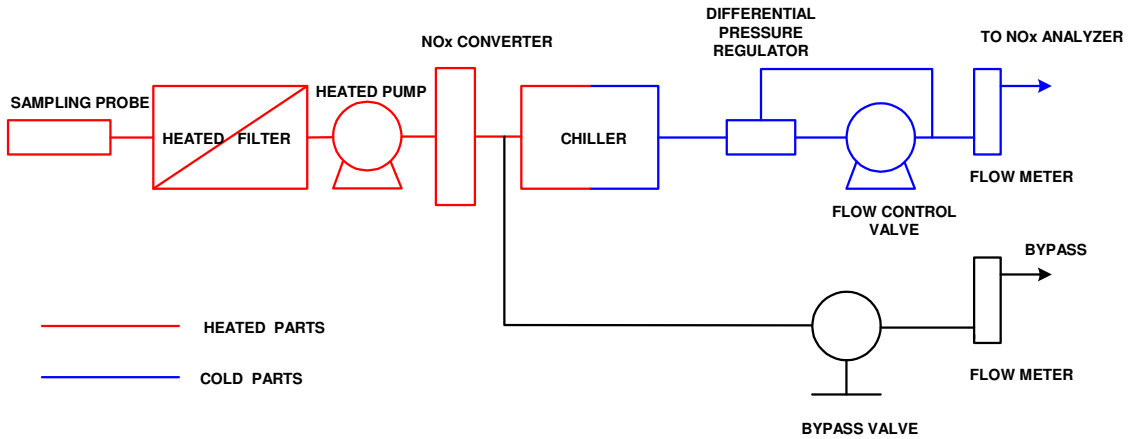 DIFFERENTIAL
PRESSURE
REGULATOR
TO NOx ANALYZER
NOx CONVERTER
SAMPLING PROBE
HEATED PUMP
HEATED FILTER
CHILLER
FLOW METER
FLOW CONTROL
VALVE
BYPASS
HEATED PARTS
COLD PARTS
FLOW METER
BYPASS VALVE